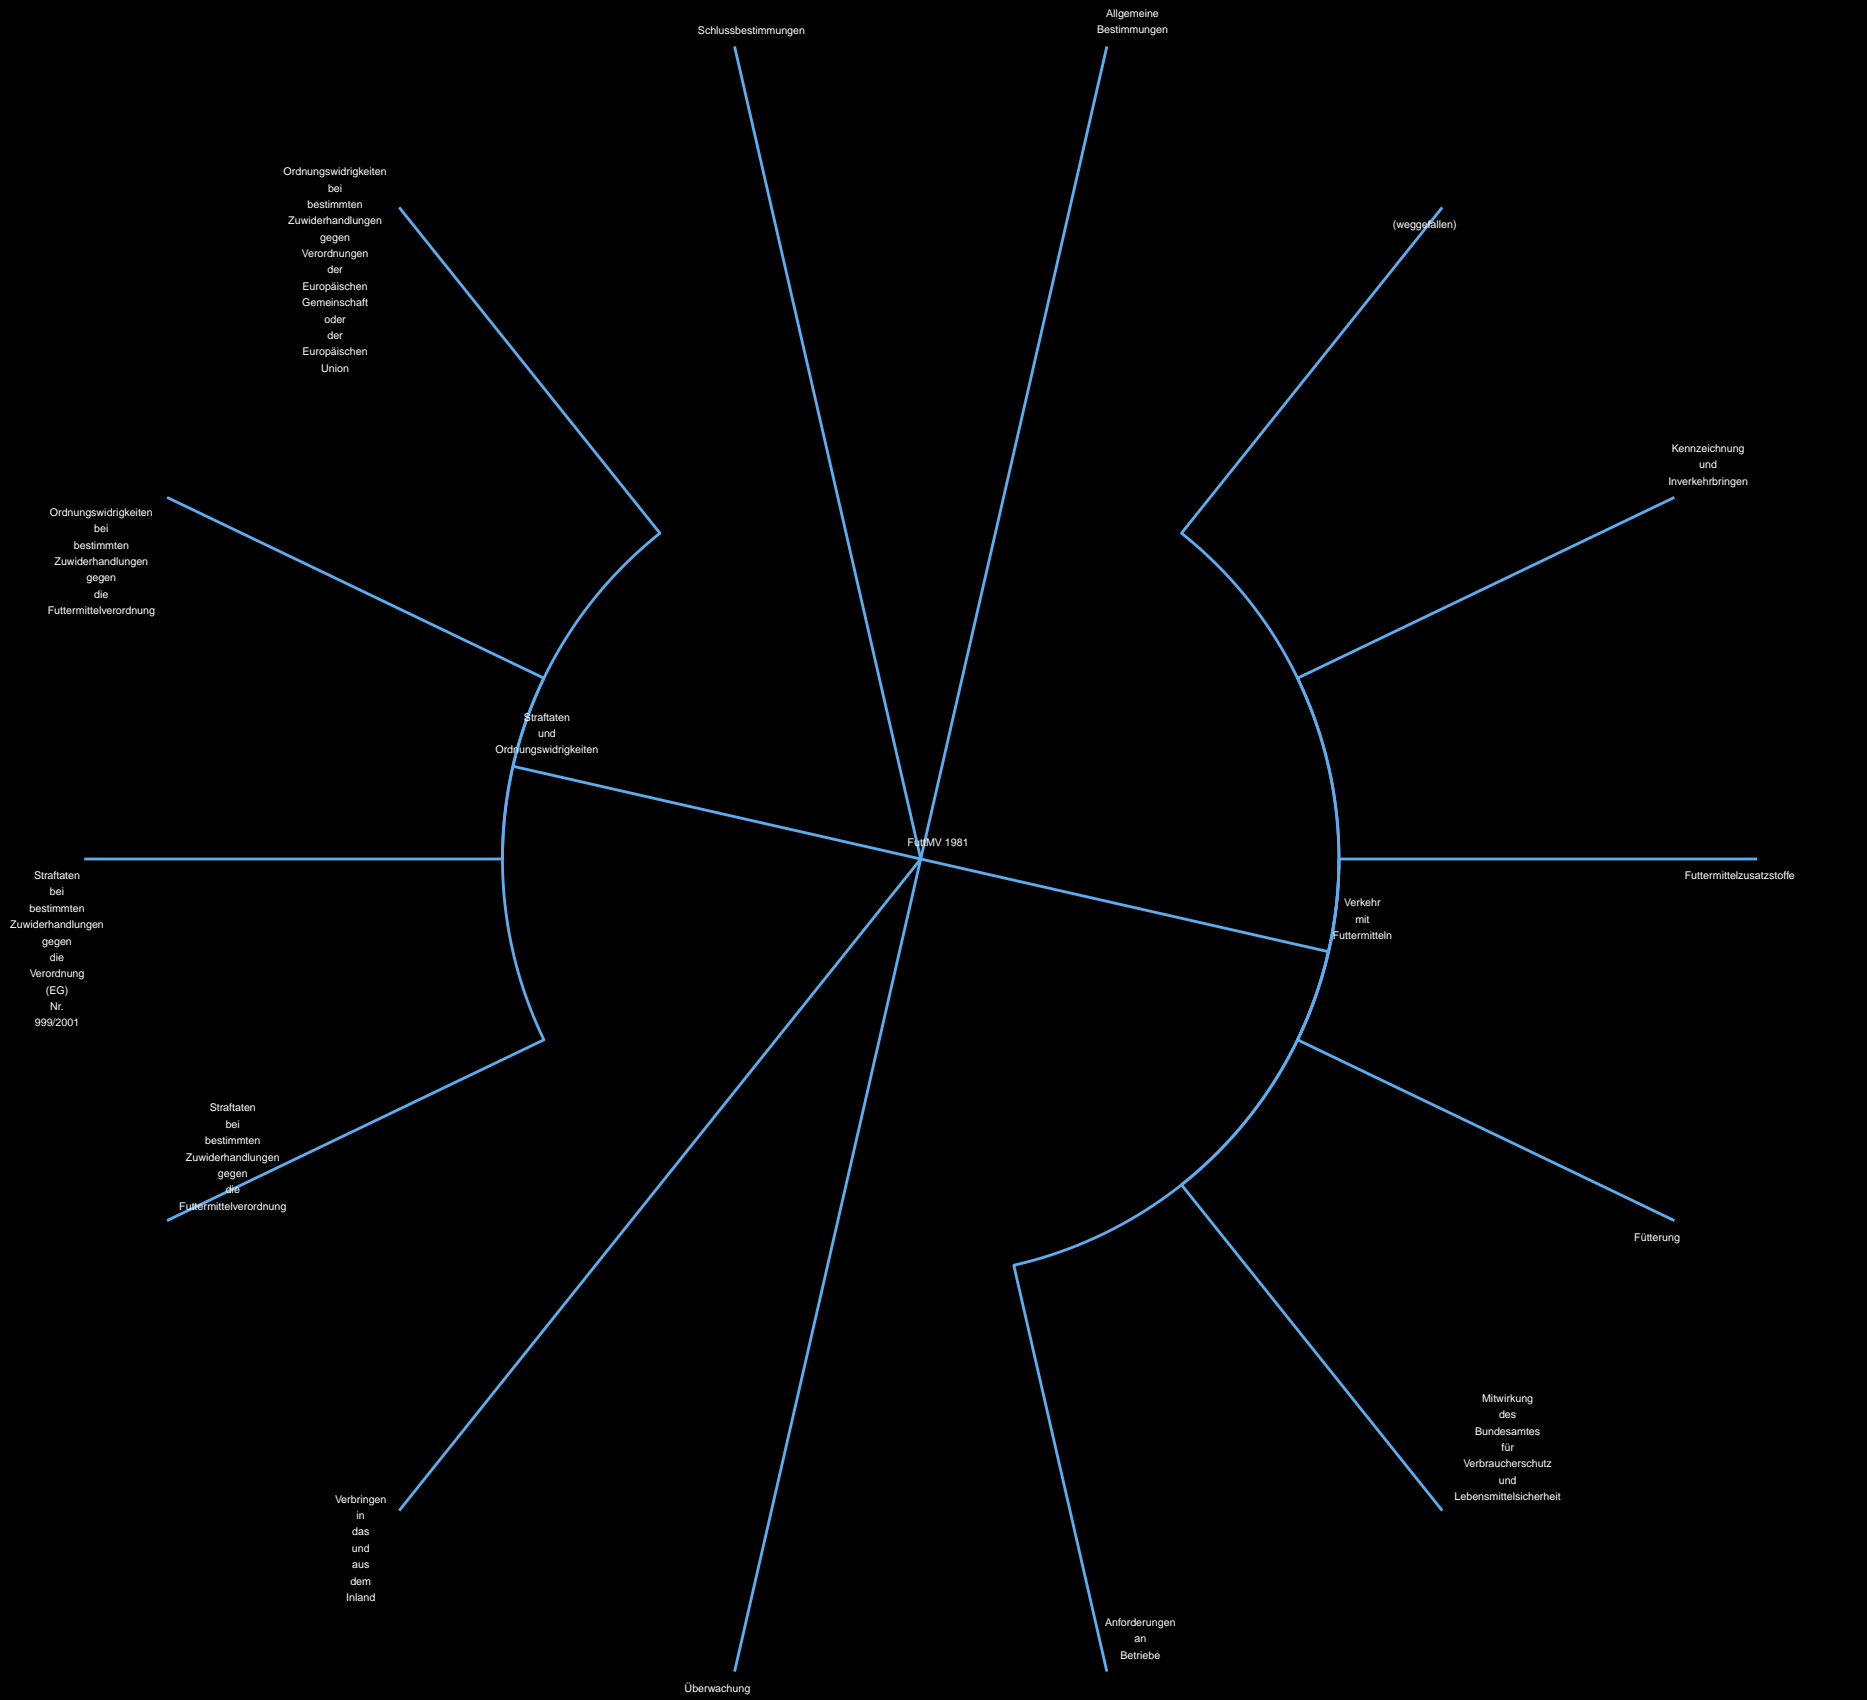 Schlussbestimmungen
Allgemeine
Bestimmungen
Ordnungswidrigkeiten
bei
bestimmten
Zuwiderhandlungen
gegen
Verordnungen
der
Europäischen
Gemeinschaft
oder
der
Europäischen
Union
(weggefallen)
Kennzeichnung
und
Inverkehrbringen
Ordnungswidrigkeiten
bei
bestimmten
Zuwiderhandlungen
gegen
die
Futtermittelverordnung
Straftaten
und
Ordnungswidrigkeiten
FuttMV 1981
Straftaten
bei
bestimmten
Zuwiderhandlungen
gegen
die
Verordnung
(EG)
Nr.
999/2001
Futtermittelzusatzstoffe
Verkehr
mit
Futtermitteln
Straftaten
bei
bestimmten
Zuwiderhandlungen
gegen
die
Futtermittelverordnung
Fütterung
Mitwirkung
des
Bundesamtes
für
Verbraucherschutz
und
Lebensmittelsicherheit
Verbringen
in
das
und
aus
dem
Inland
Anforderungen
an
Betriebe
Überwachung